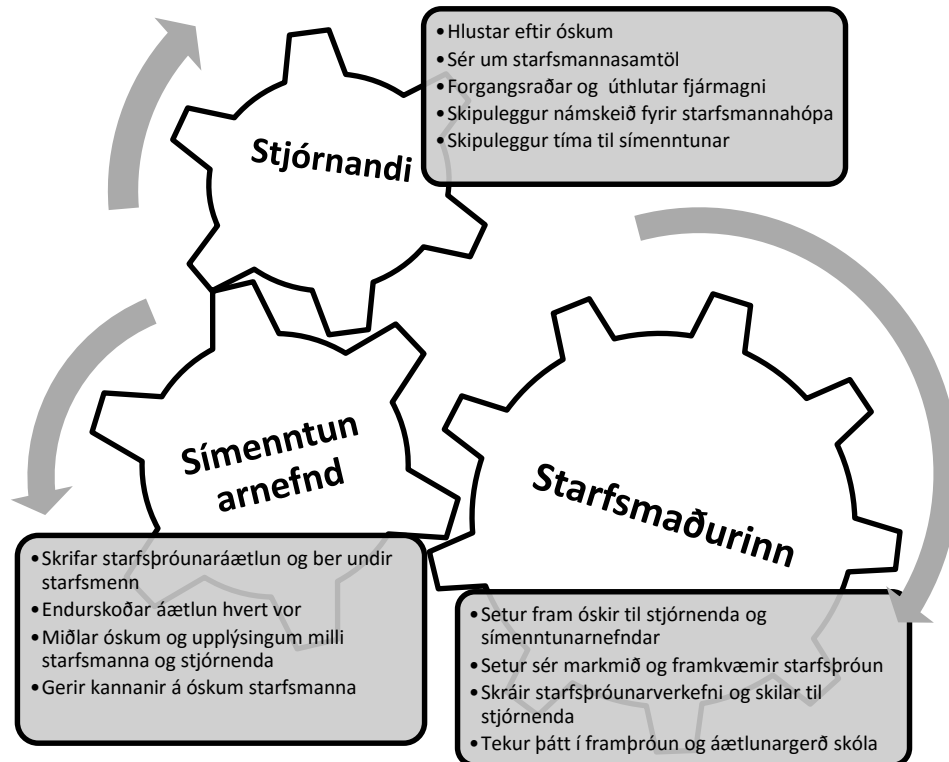 Stjórnandi
• Hlustar eftir óskum
• Sér um starfsmannasamtöl
• Forgangsraðar og  úthlutar fjármagni
• Skipuleggur námskeið fyrir starfsmannahópa
• Skipuleggur tíma til símenntunar
Símenntun
arnefnd
• Skrifar starfsþróunaráætlun og ber undir
starfsmenn
• Endurskoðar áætlun hvert vor
• Miðlar óskum og upplýsingum milli
starfsmanna og stjórnenda
• Gerir kannanir á óskum starfsmanna
Starfsmaðurinn
• Setur fram óskir til stjórnenda og
símenntunarnefndar
• Setur sér markmið og framkvæmir starfsþróun
• Skráir starfsþróunarverkefni og skilar til
stjórnenda
• Tekur þátt í framþróun og áætlunargerð skóla